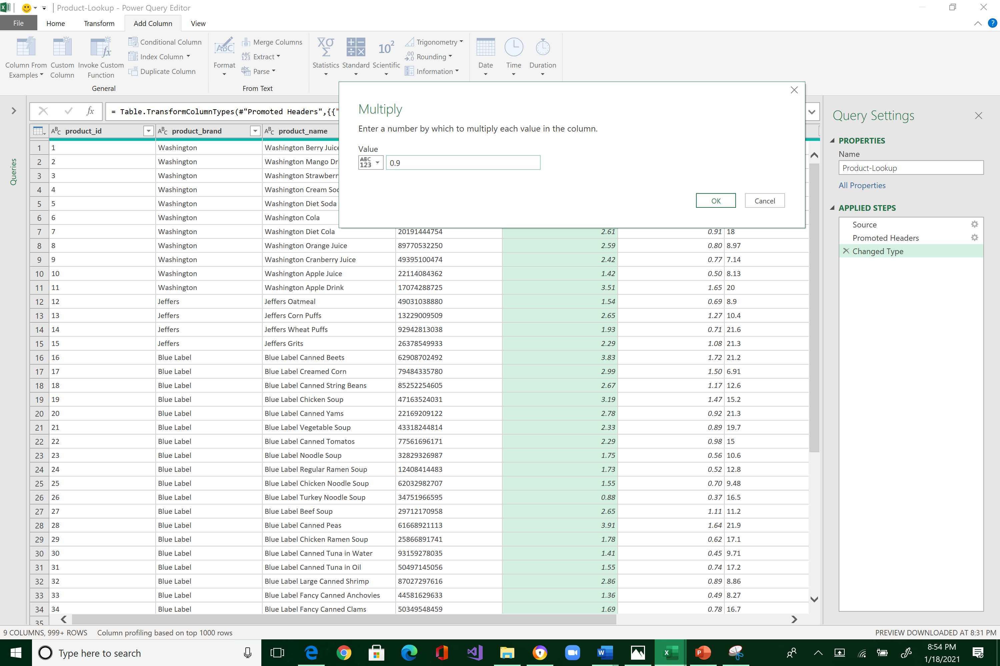 Product-Lookup - Power Query Editor
File Home Transform Add Column View
Column From Examples
Custom Column
Invoke Custom Function
Conditional Column
Index Column
Duplicate Column
General
Format
Merge Columns
Extract
Parse
From Text
Statistics
Standard
Scientific
Trigonometry
Rounding
Information
Date
Time
Duration
= Table.TransformColumnTypes(#"Promoted Headers",{{"
Multiply
Enter a number by which to multiply each value in the column.
Value
ABC 123 0.9
OK Cancel
Queries
product_id product_brand product_name
1 1 Washington Washington Berry Juice
2 2 Washington Washington Mango Dr
3 3 Washington Washington Strawberr
4 4 Washington Washington Cream So
5 5 Washington Washington Diet Soda
6 6 Washington Washington Cola
7 7 Washington Washington Diet Cola 20191444754 2.61 0.91 18
8 8 Washington Washington Orange Juice 89770532250 2.59 0.80 8.97
9 9 Washington Washington Cranberry Juice 49395100474 2.42 0.77 7.14
10 10 Washington Washington Apple Juice 22114084362 1.42 0.50 8.13
11 11 Washington Washington Apple Drink 17074288725 3.51 1.65 20
12 12 Jeffers Jeffers Oatmeal 49031038880 1.54 0.69 8.9
13 13 Jeffers Jeffers Corn Puffs 13229009509 2.65 1.27 10.4
14 14 Jeffers Jeffers Wheat Puffs 92942813038 1.93 0.71 21.6
15 15 Jeffers Jeffers Grits 26378549933 2.29 1.08 21.3
16 16 Blue Label Blue Label Canned Beets 62908702492 3.83 1.72 21.2
17 17 Blue Label Blue Label Creamed Corn 79484335780 2.99 1.50 6.91
18 18 Blue Label Blue Label Canned String Beans 85252254605 2.67 1.17 12.6
19 19 Blue Label Blue Label Chicken Soup 47163524031 3.19 1.47 15.2
20 20 Blue Label Blue Label Canned Yams 22169209122 2.78 0.92 21.3
21 21 Blue Label Blue Label Vegetable Soup 43318244814 2.33 0.89 19.7
22 22 Blue Label Blue Label Canned Tomatos 77561696171 2.29 0.98 15
23 23 Blue Label Blue Label Noodle Soup 32829326987 1.75 0.56 10.6
24 24 Blue Label Blue Label Regular Ramen Soup 12408414483 1.73 0.52 12.8
25 25 Blue Label Blue Label Chicken Noodle Soup 62032982707 1.55 0.70 9.48
26 26 Blue Label Blue Label Turkey Noodle Soup 34751966595 0.88 0.37 16.5
27 27 Blue Label Blue Label Beef Soup 29712170958 2.65 1.11 11.2
28 28 Blue Label Blue Label Canned Peas 61668921113 3.91 1.64 21.9
29 29 Blue Label Blue Label Chicken Ramen Soup 25866891741 1.78 0.62 17.1
30 30 Blue Label Blue Label Canned Tuna in Water 93159278035 1.41 0.45 9.71
31 31 Blue Label Blue Label Canned Tuna in Oil 50497145056 1.55 0.74 17.2
32 32 Blue Label Blue Label Large Canned Shrimp 87027297616 2.86 0.89 8.86
33 33 Blue Label Blue Label Fancy Canned Anchovies 44581629633 1.36 0.49 8.27
34 34 Blue Label Blue Label Fancy Canned Clams 50349548459 1.69 0.78 16.7
35
Query Settings
PROPERTIES
Name
Product-Lookup
All Properties
APPLIED STEPS
Source
Promoted Headers
Changed Type
9 COLUMNS, 999+ ROWS Column profiling based on top 1000 rows
PREVIEW DOWNLOADED AT 8:31 PM
Type here to search
8:54 PM
1/18/2021